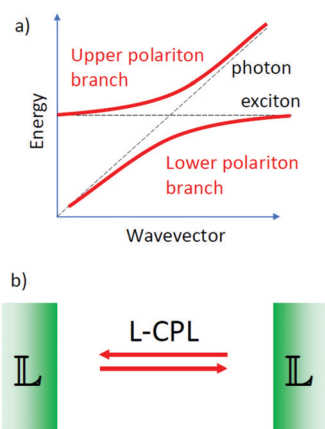 a)
Upper polariton
branch
photon
exciton
Energy
Lower polariton
branch
Wavevector
b)
L-CPL
𝕃
𝕃